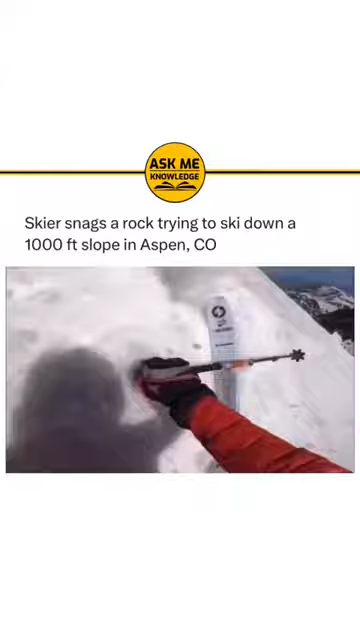 ASK ME
KNOWLEDGE
Skier snags a rock trying to ski down a
1000 ft slope in Aspen, CO